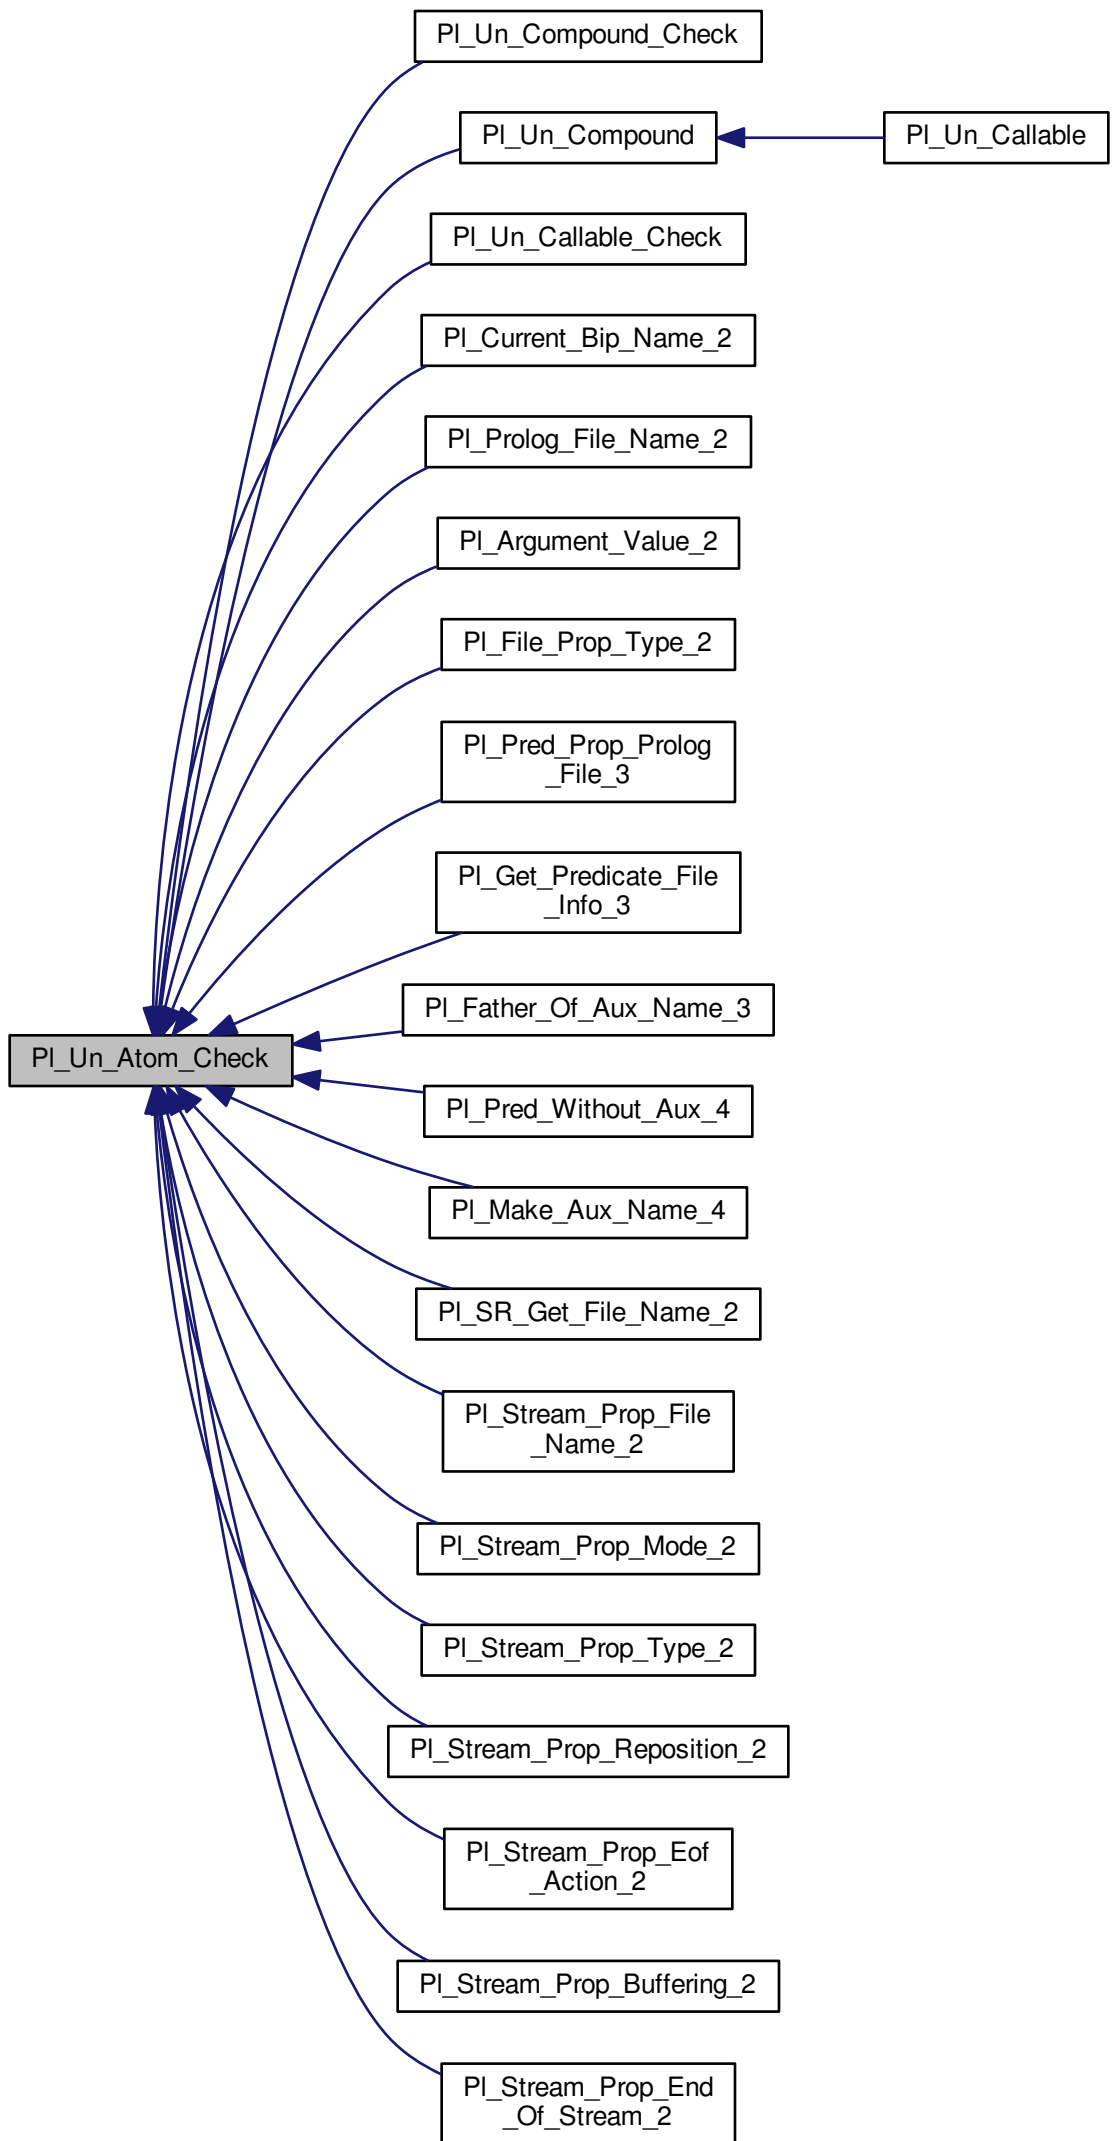 Pl_Un_Compound_Check
Pl_Un_Compound
Pl_Un_Callable
Pl_Un_Callable_Check
Pl_Current_Bip_Name_2
Pl_Prolog_File_Name_2
Pl_Argument_Value_2
Pl_File_Prop_Type_2
Pl_Pred_Prop_Prolog
_File_3
Pl_Get_Predicate_File
_Info_3
Pl_Father_Of_Aux_Name_3
Pl_Un_Atom_Check
Pl_Pred_Without_Aux_4
Pl_Make_Aux_Name_4
Pl_SR_Get_File_Name_2
Pl_Stream_Prop_File
_Name_2
Pl_Stream_Prop_Mode_2
Pl_Stream_Prop_Type_2
Pl_Stream_Prop_Reposition_2
Pl_Stream_Prop_Eof
_Action_2
Pl_Stream_Prop_Buffering_2
Pl_Stream_Prop_End
_Of_Stream_2